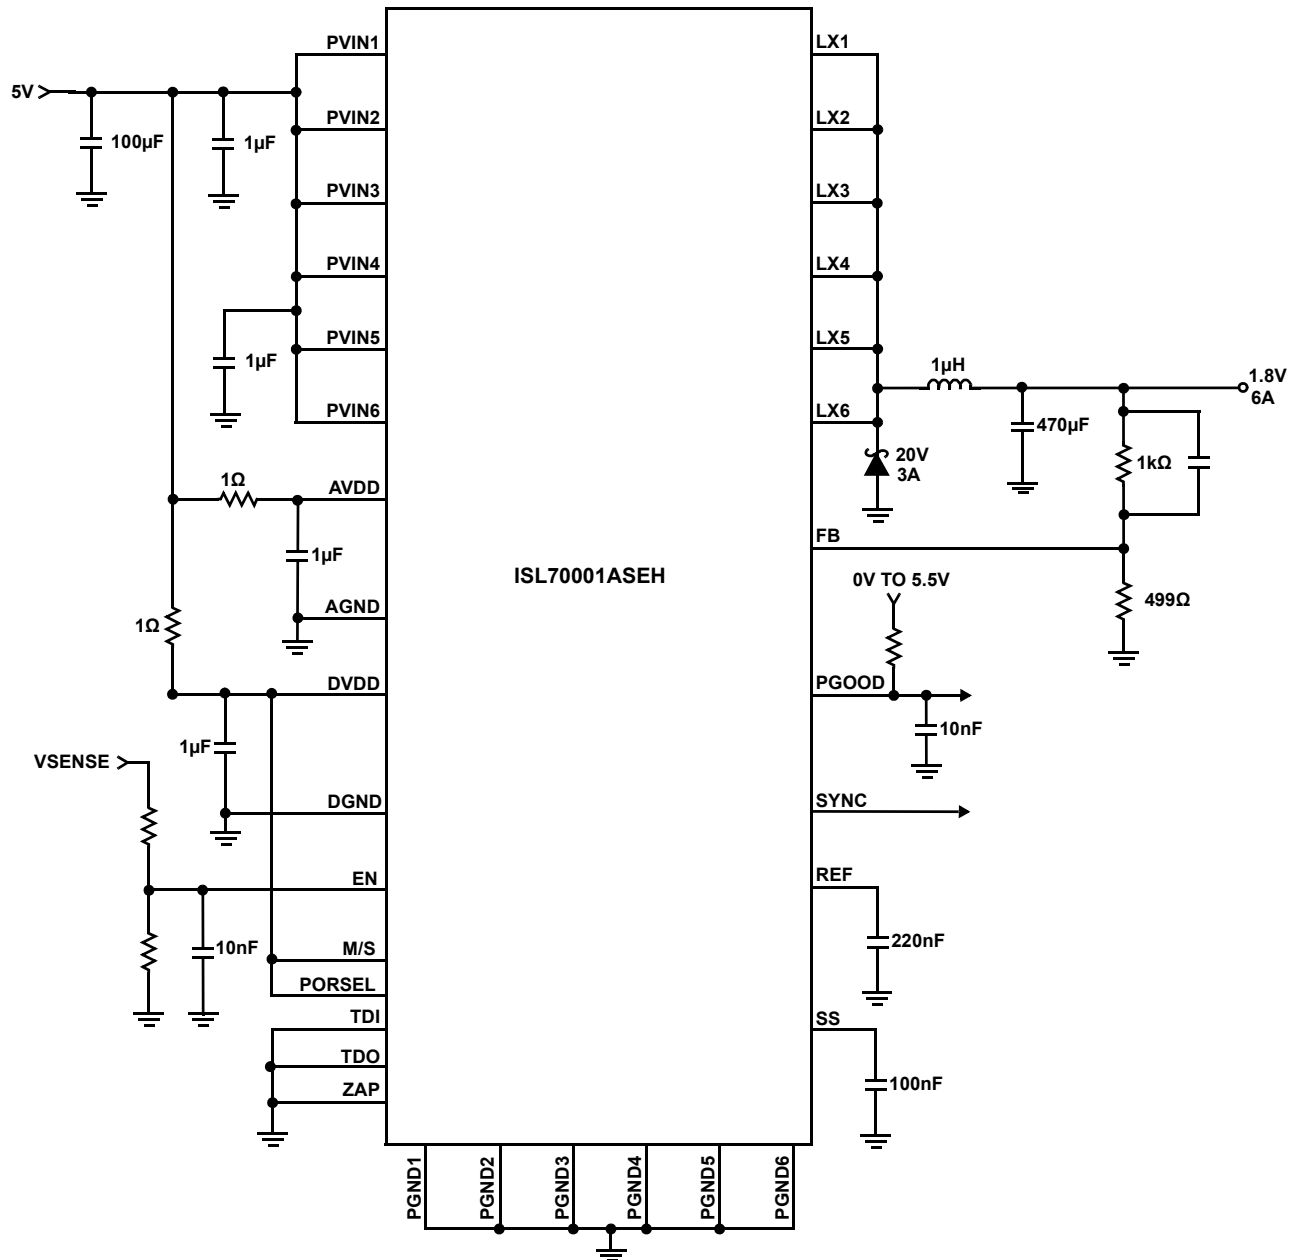 PVIN1
LX1
5V
100µF
1µF
PVIN2
LX2
PVIN3
LX3
PVIN4
LX4
1µF
PVIN5
LX5
1µH
1.8V
6A
PVIN6
LX6
470µF
20V
3A
1kΩ
1Ω
AVDD
1µF
FB
ISL70001ASEH
0V TO 5.5V
499Ω
AGND
1Ω
DVDD
PGOOD
10nF
1µF
VSENSE
DGND
SYNC
EN
REF
10nF
M/S
220nF
PORSEL
TDI
SS
TDO
100nF
ZAP
PGND1
PGND2
PGND3
PGND4
PGND5
PGND6